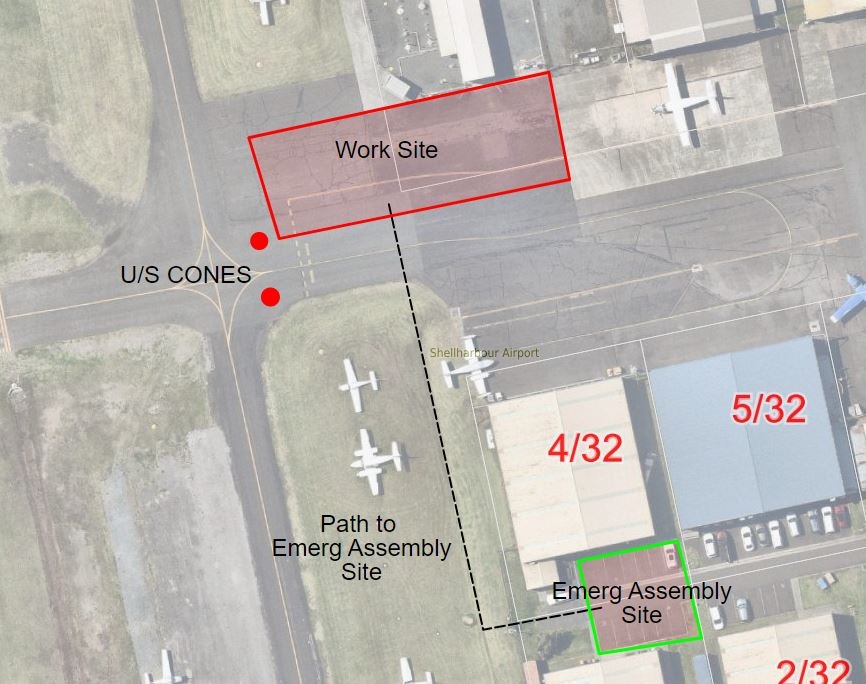 Work Site
U/S CONES
Shellharbour Airport
5/32
4/32
Path to
Emerg Assembly
Site
Emerg Assembly
Site
2/32